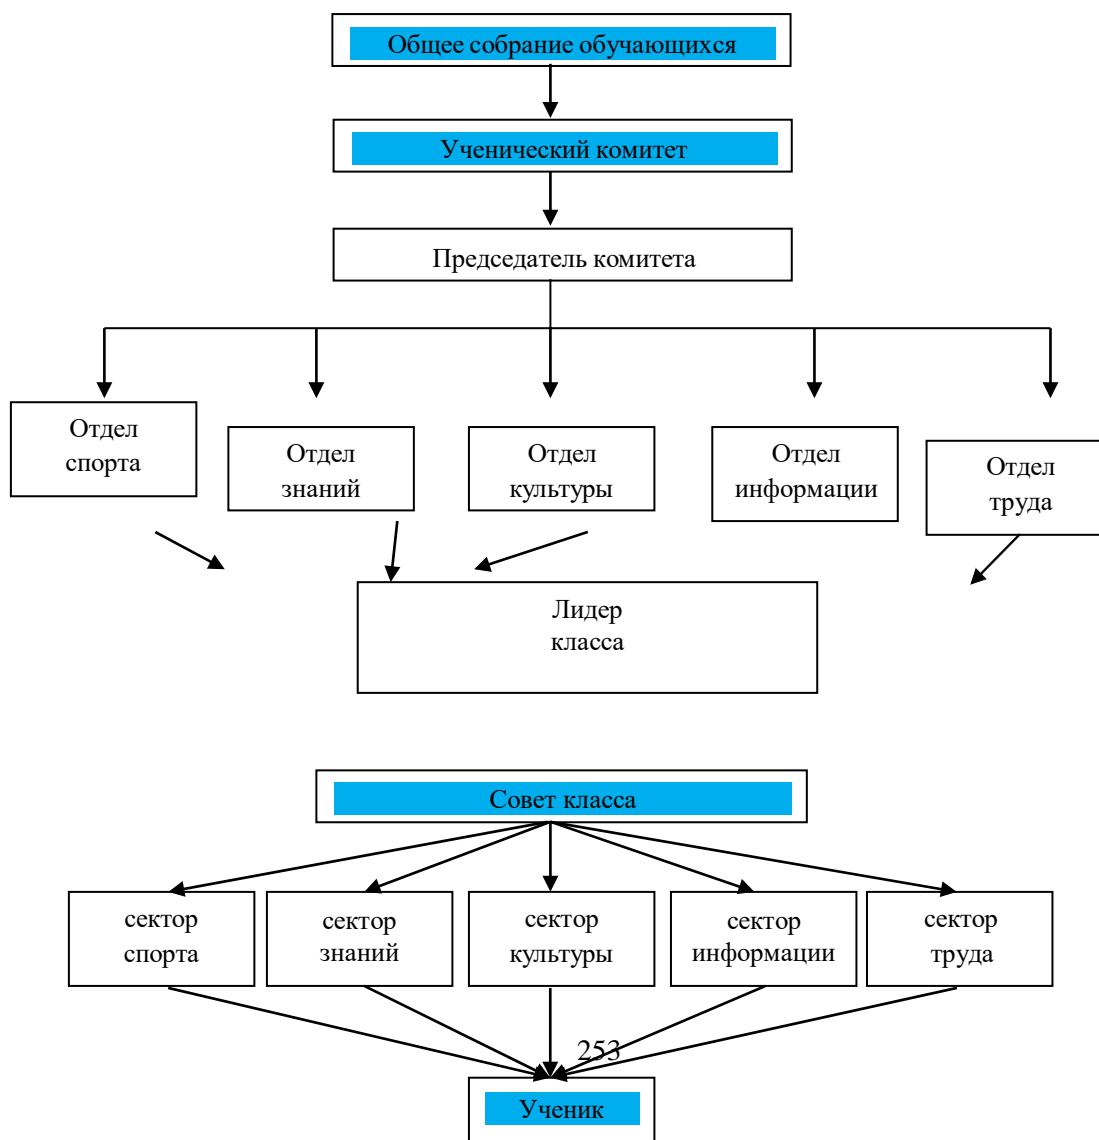 Общее собрание обучающихся
Ученический комитет
Председатель комитета
Отдел
спорта
Отдел
знаний
Отдел
культуры
Отдел
информации
Отдел
труда
Лидер
класса
Совет класса
сектор
спорта
сектор
знаний
сектор
культуры
сектор
информации
сектор
труда
253
Ученик